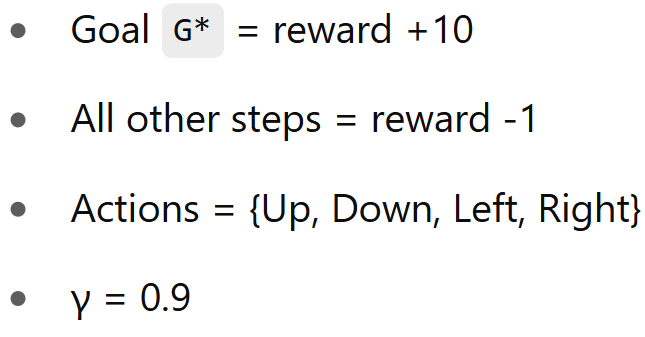 • Goal G* = reward +10
• All other steps = reward -1
• Actions = {Up, Down, Left, Right}
• γ = 0.9